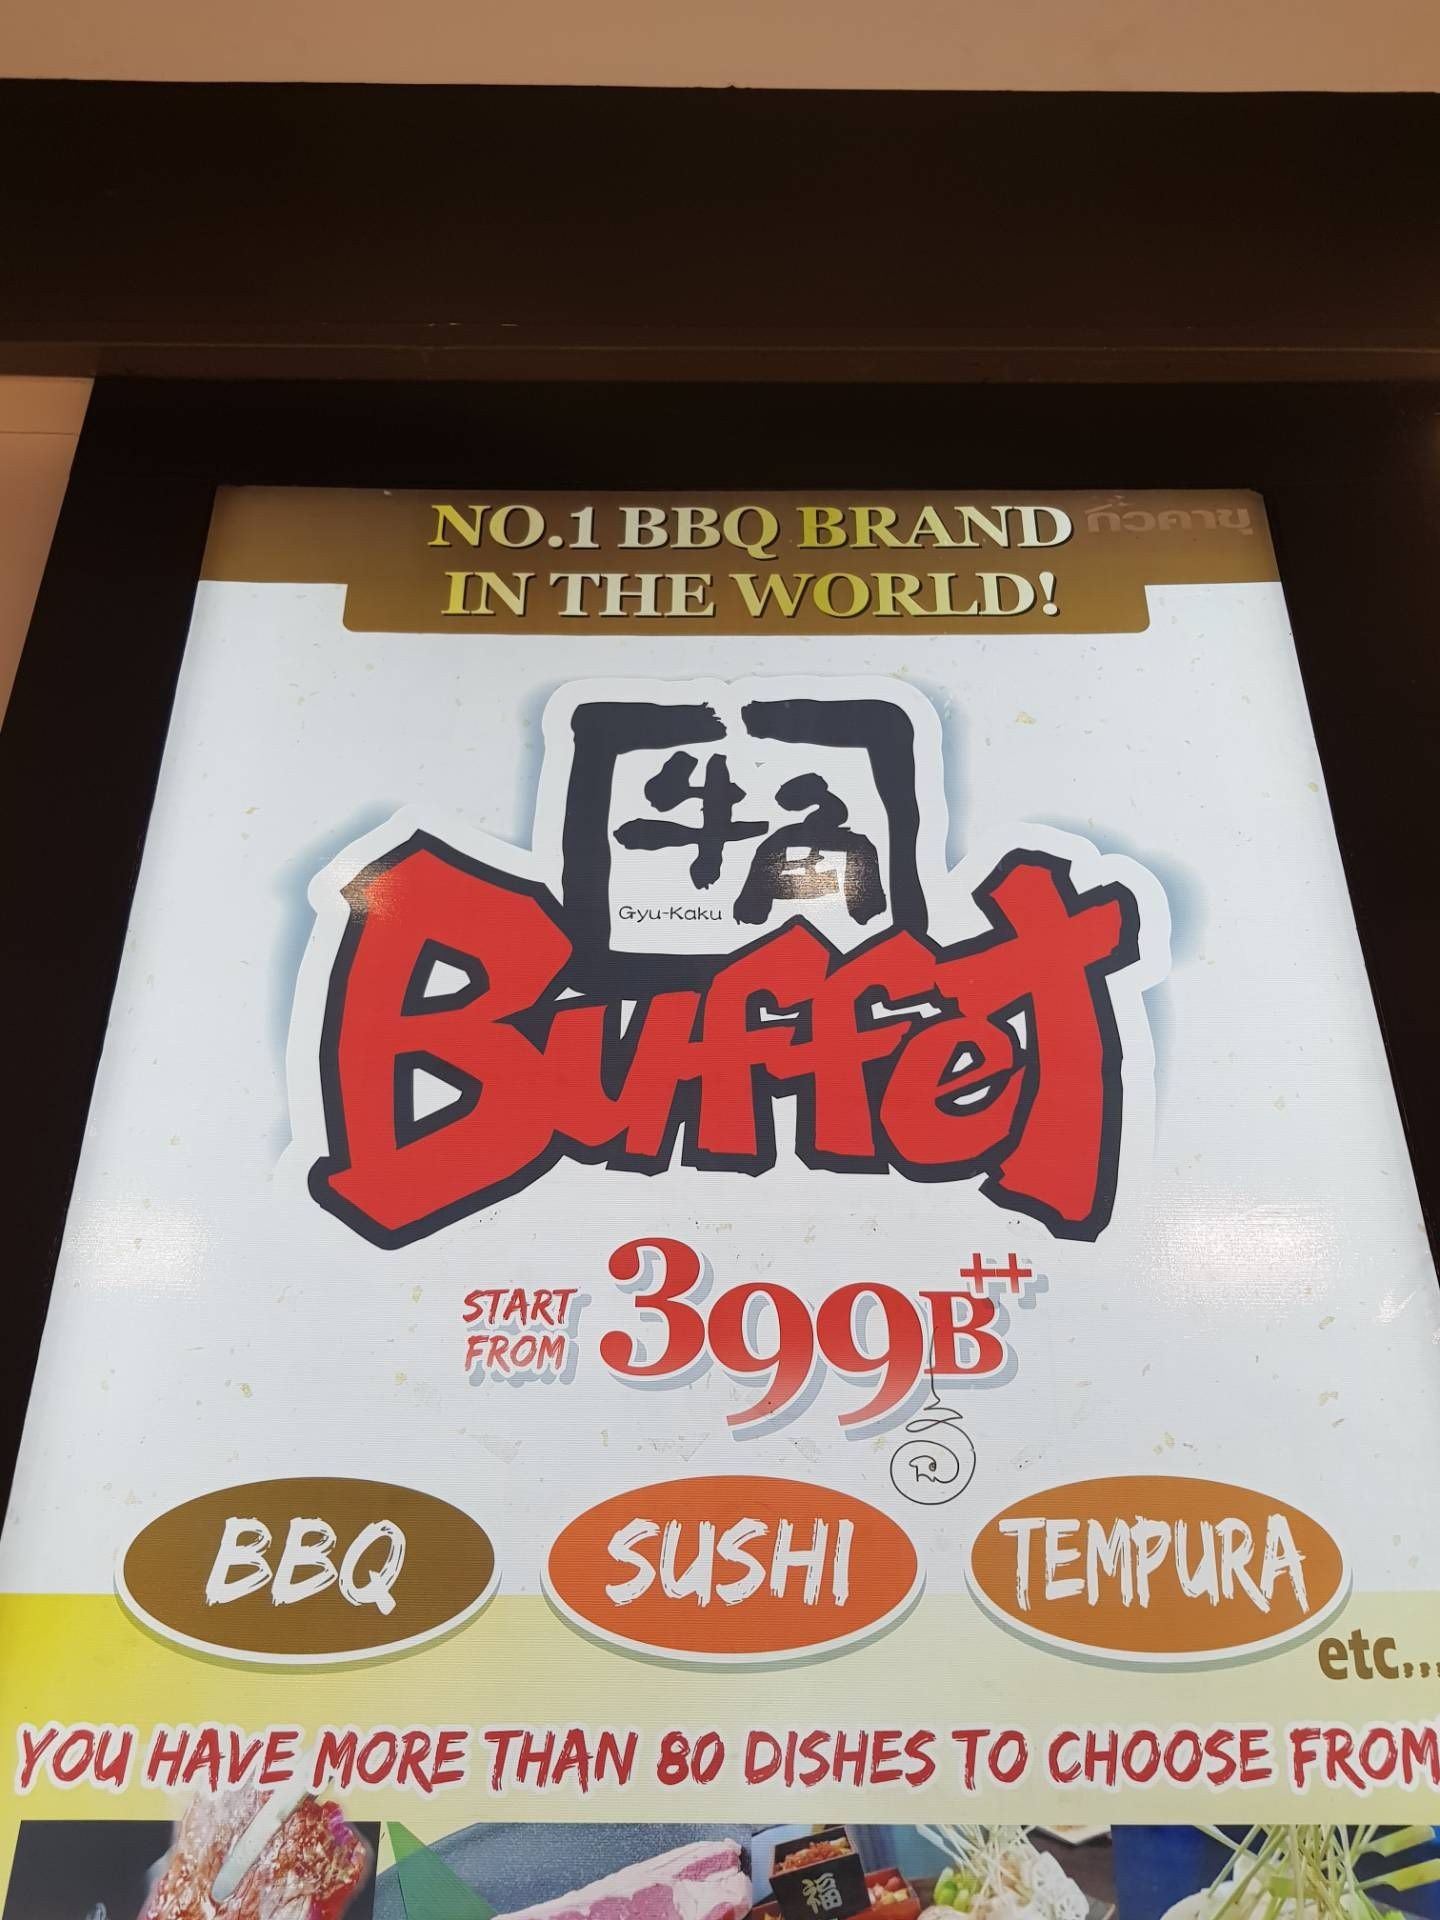 NO.1 BBQ BRAND
กิวคาขุ
IN THE WORLD!
牛角
Gyu-Kaku
Buffet
START FROM 399B++
BBQ SUSHI TEMPURA
etc...,
YOU HAVE MORE THAN 80 DISHES TO CHOOSE FROM
福